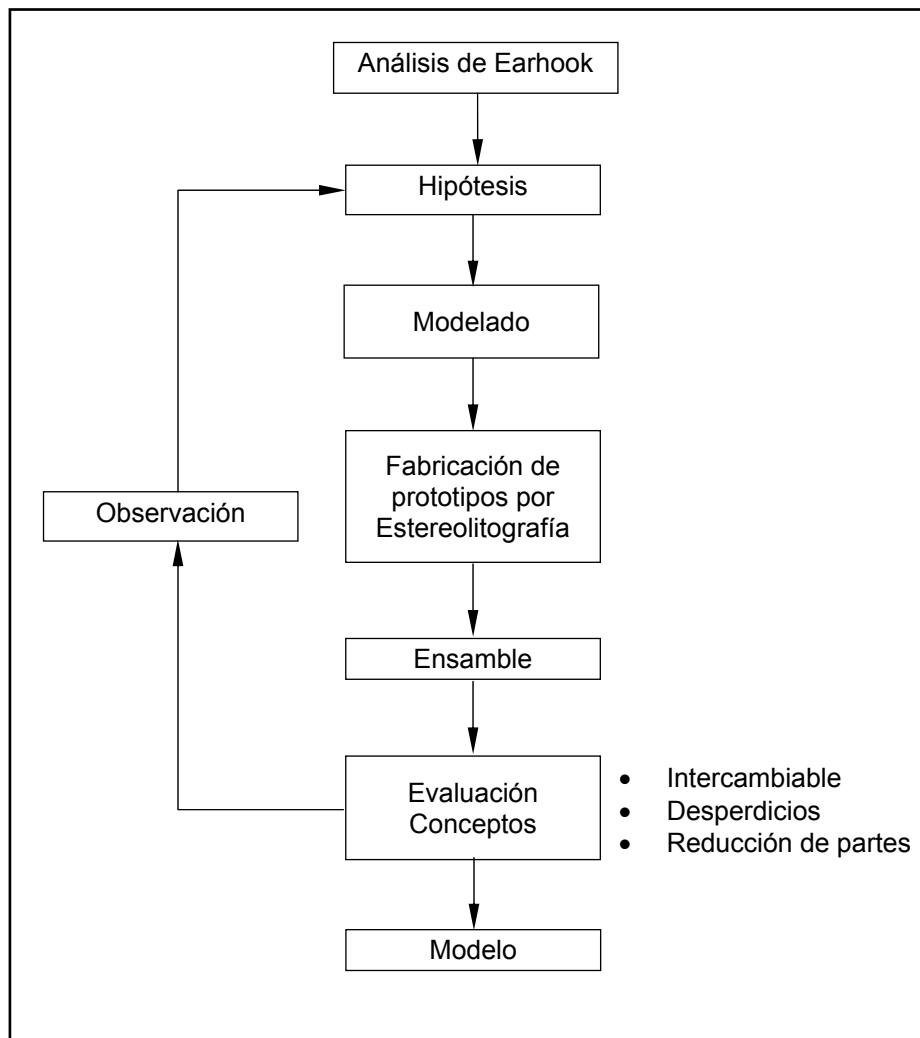 Análisis de Earhook
Hipótesis
Modelado
Fabricación de
prototipos por
Estereolitografía
Observación
Ensamble
Evaluación
Conceptos
• Intercambiable
• Desperdicios
• Reducción de partes
Modelo